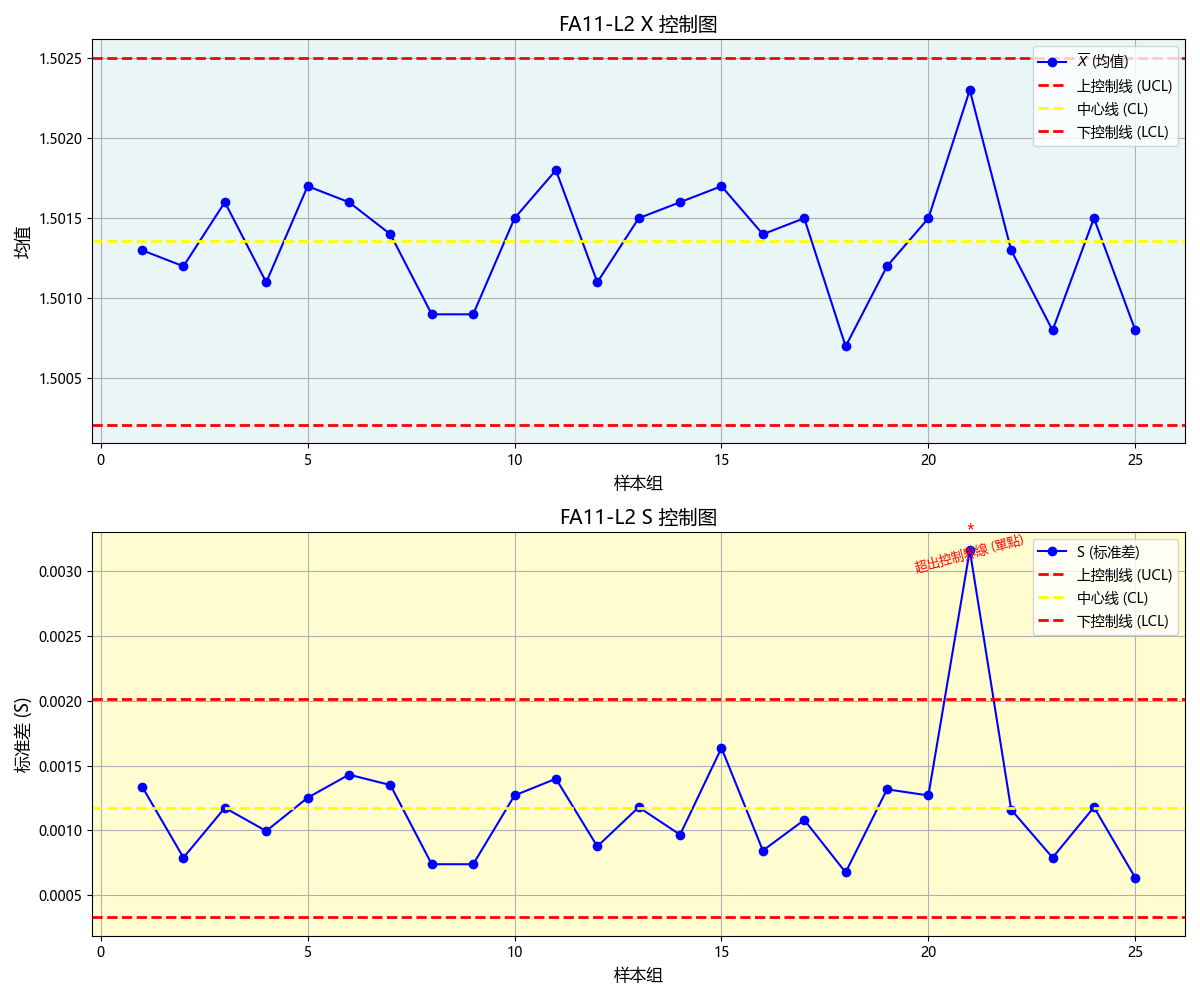 FA11-L2 X 控制图
1.5025
1.5020
1.5015
1.5010
1.5005
均值
X (均值)
上控制线 (UCL)
中心线 (CL)
下控制线 (LCL)
0 5 10 15 20 25
样本组
FA11-L2 S 控制图
*
超出控制界線 (單點)
0.0030
0.0025
0.0020
0.0015
0.0010
0.0005
标准差 (S)
S (标准差)
上控制线 (UCL)
中心线 (CL)
下控制线 (LCL)
0 5 10 15 20 25
样本组